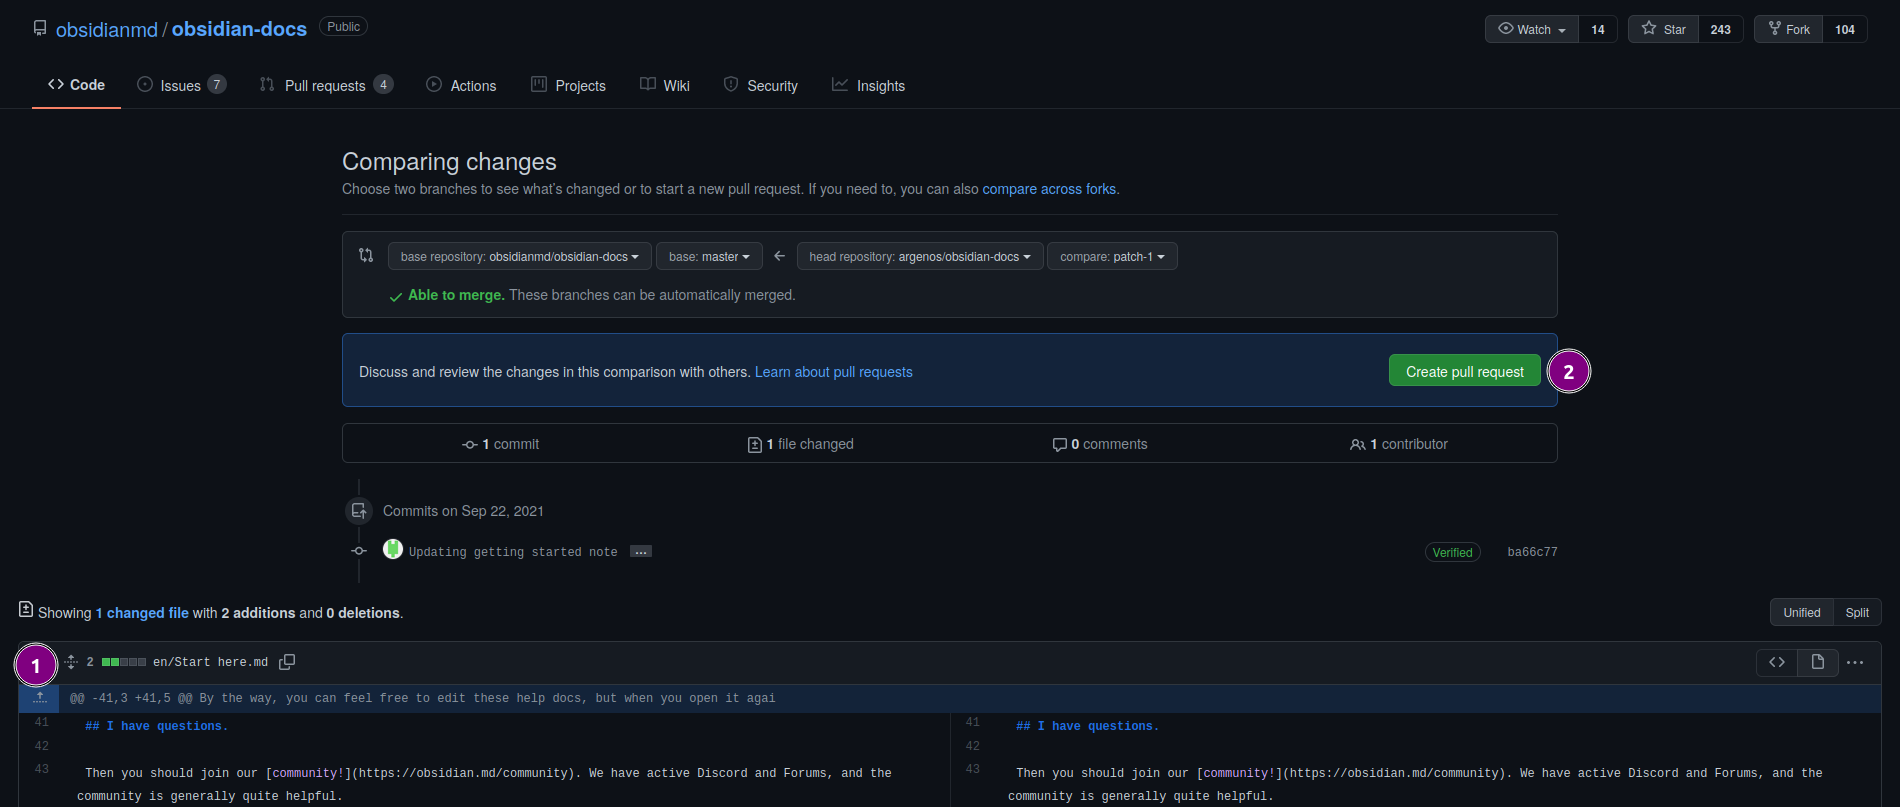 obsidianmd / obsidian-docs Public Watch 14 Star 243 Fork 104
Code Issues 7 Pull requests 4 Actions Projects Wiki Security Insights
Comparing changes
Choose two branches to see what's changed or to start a new pull request. If you need to, you can also compare across forks.
base repository: obsidianmd/obsidian-docs base: master ← head repository: argenos/obsidian-docs compare: patch-1
Able to merge. These branches can be automatically merged.
Discuss and review the changes in this comparison with others. Learn about pull requests Create pull request 2
1 commit 1 file changed 0 comments 1 contributor
Commits on Sep 22, 2021
Updating getting started note ... Verified ba66c77
Showing 1 changed file with 2 additions and 0 deletions. Unified Split
1 2 en/Start here.md ...
@@ -41,3 +41,5 @@ By the way, you can feel free to edit these help docs, but when you open it agai
41 ## I have questions. 41 ## I have questions.
42 42
43 Then you should join our [community!](https://obsidian.md/community). We have active Discord and Forums, and the 43 Then you should join our [community!](https://obsidian.md/community). We have active Discord and Forums, and the
community is generally quite helpful. community is generally quite helpful.